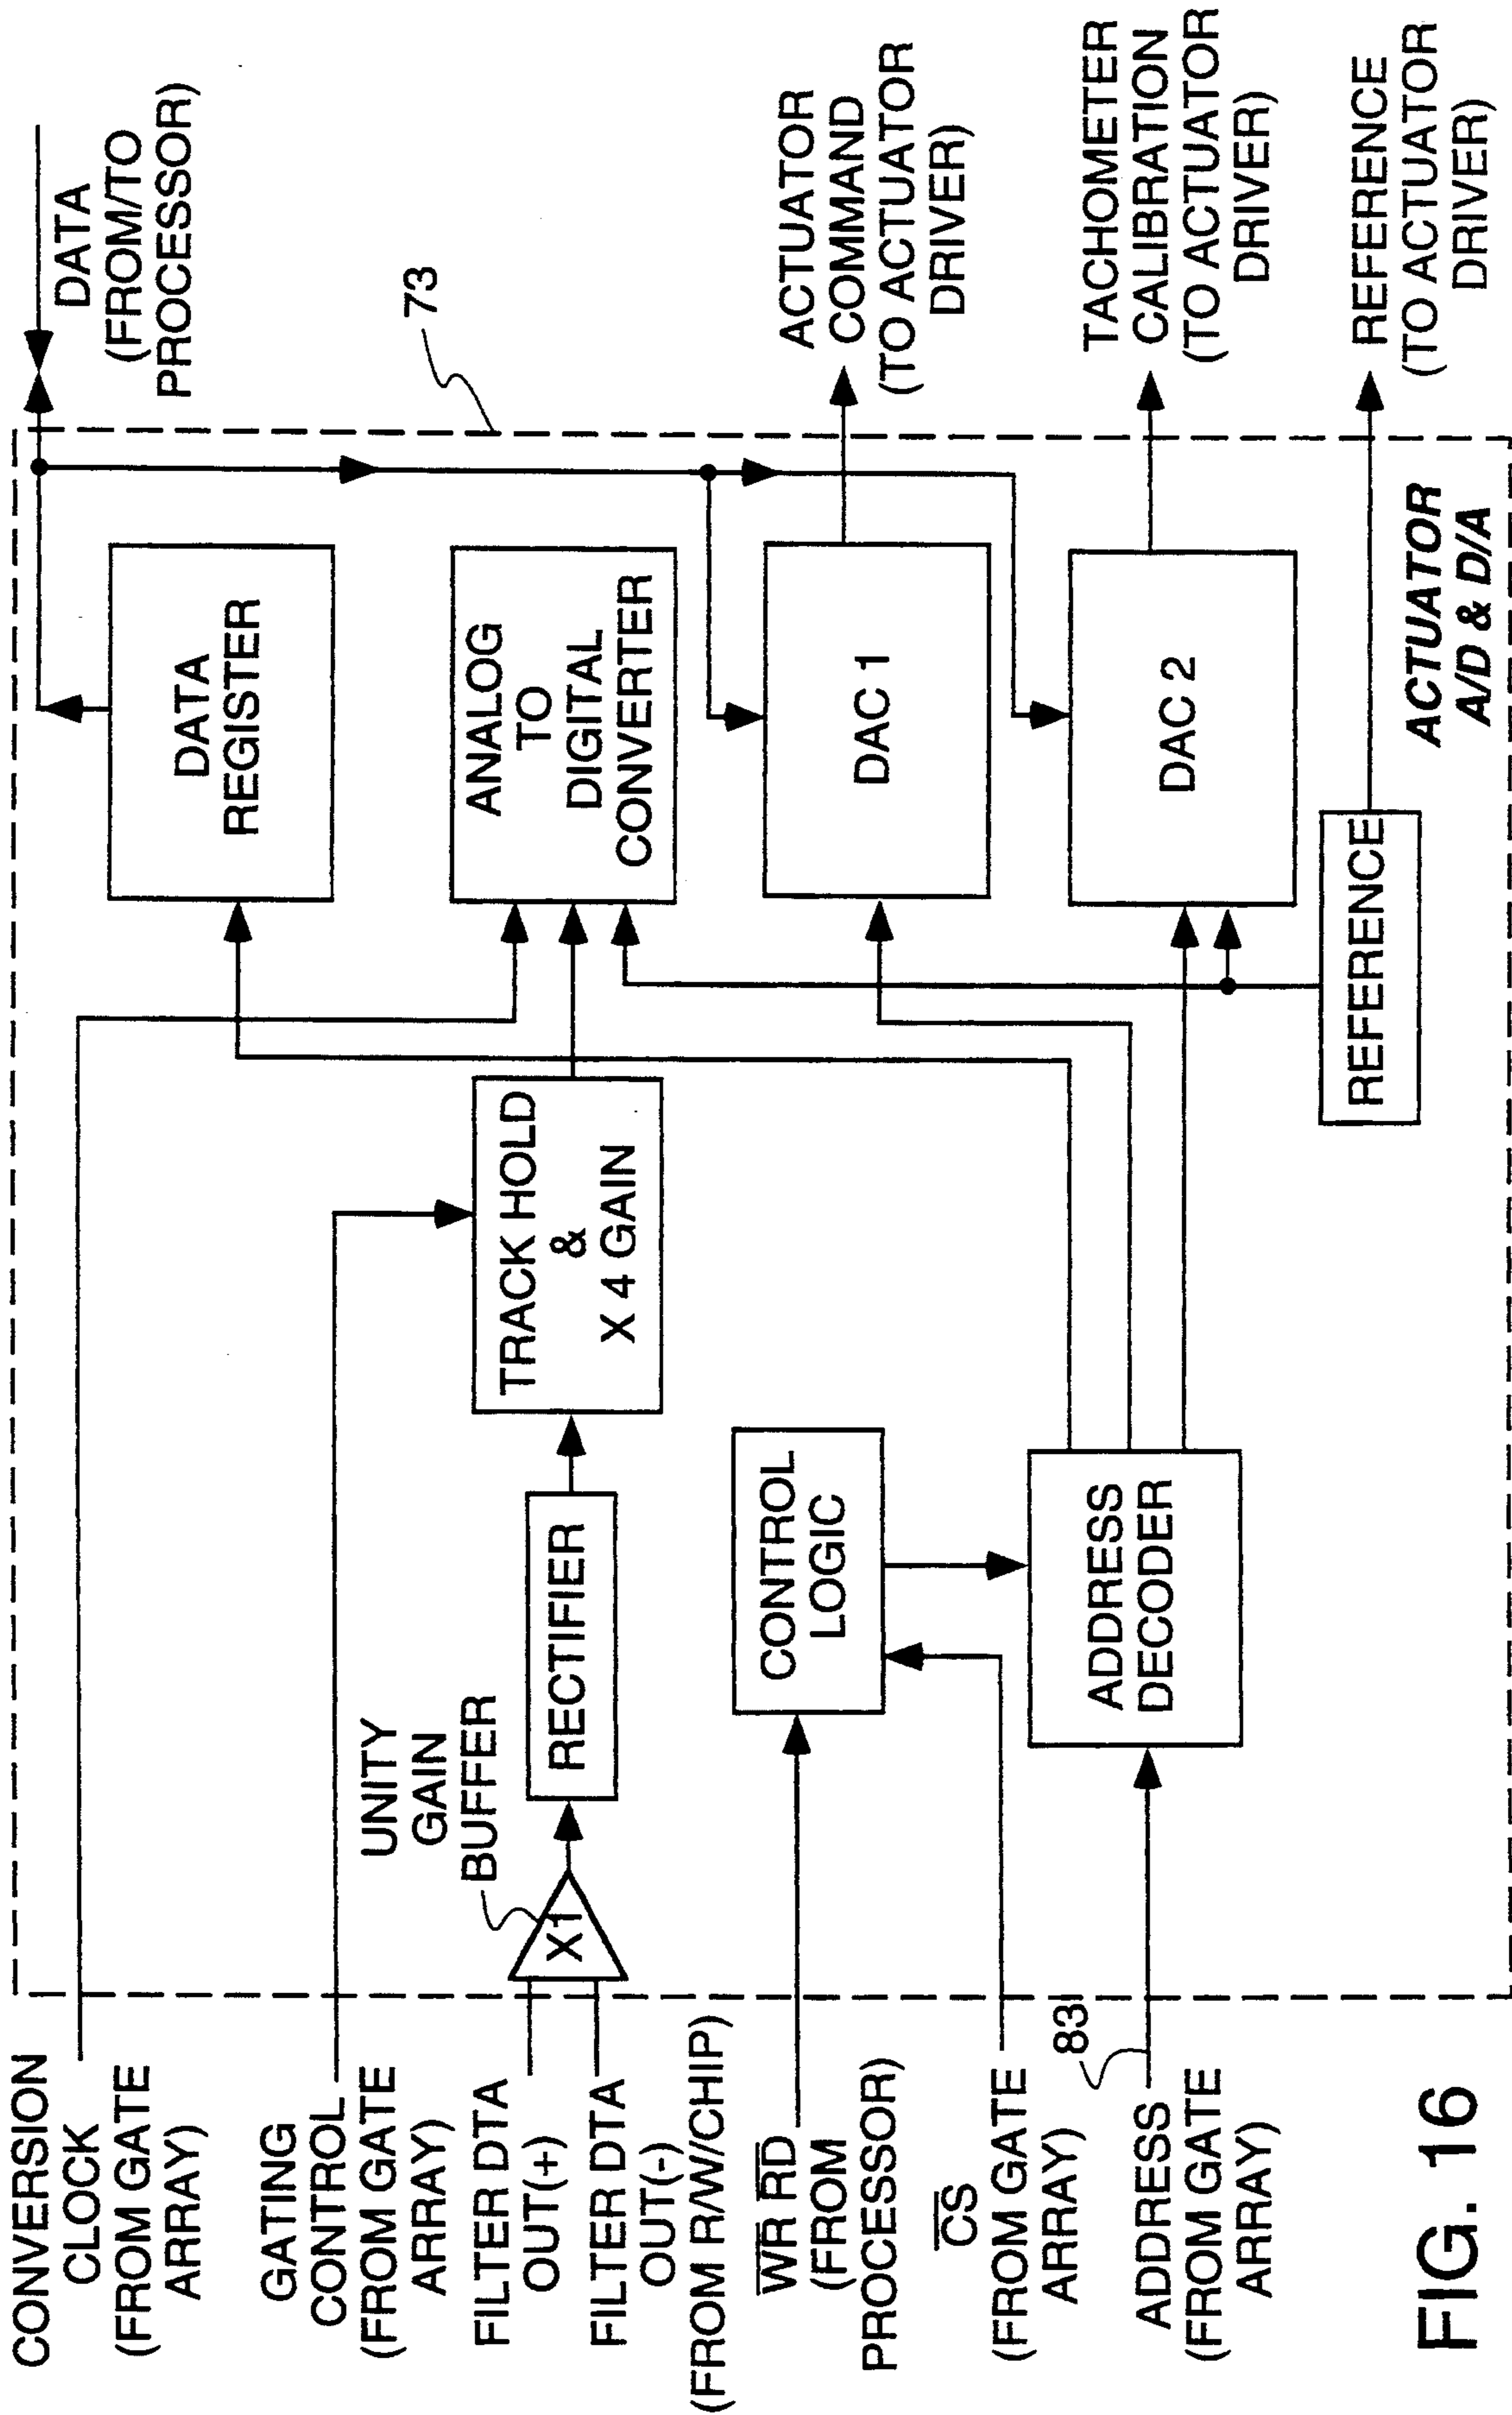 CONVERSION
CLOCK
(FROM GATE
ARRAY)
GATING
CONTROL
(FROM GATE
ARRAY)
FILTER DTA
OUT(+)
FILTER DTA
OUT(-)
(FROM R/W/CHIP)
WR RD
(FROM
PROCESSOR)
CS
(FROM GATE
ARRAY)
ADDRESS
(FROM GATE
ARRAY)
83
UNITY
GAIN
BUFFER
X1
RECTIFIER
TRACK HOLD
&
X 4 GAIN
CONTROL
LOGIC
ADDRESS
DECODER
DATA
REGISTER
ANALOG
TO
DIGITAL
CONVERTER
DAC 1
DAC 2
REFERENCE
ACTUATOR
A/D & D/A
73
DATA
(FROM/TO
PROCESSOR)
ACTUATOR
COMMAND
(TO ACTUATOR
DRIVER)
TACHOMETER
CALIBRATION
(TO ACTUATOR
DRIVER)
REFERENCE
(TO ACTUATOR
DRIVER)
FIG. 16